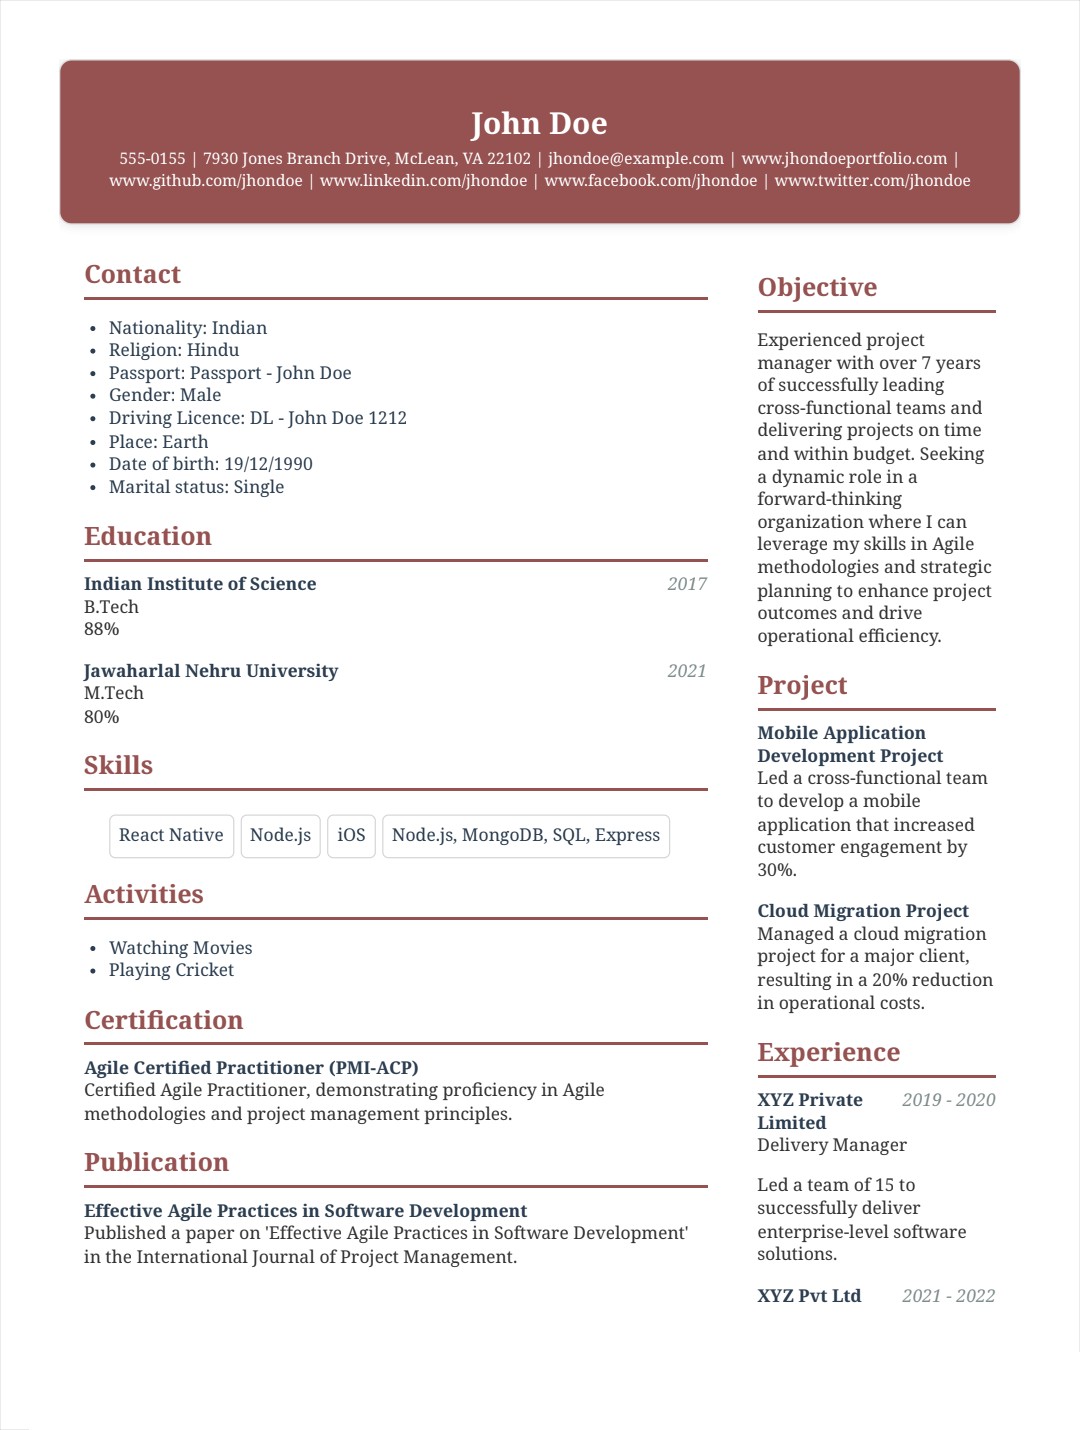 John Doe
555-0155 | 7930 Jones Branch Drive, McLean, VA 22102 | jhondoe@example.com | www.jhondoeportfolio.com |
www.github.com/jhondoe | www.linkedin.com/jhondoe | www.facebook.com/jhondoe | www.twitter.com/jhondoe
Contact
• Nationality: Indian
• Religion: Hindu
• Passport: Passport - John Doe
• Gender: Male
• Driving Licence: DL - John Doe 1212
• Place: Earth
• Date of birth: 19/12/1990
• Marital status: Single
Education
Indian Institute of Science 2017
B.Tech
88%
Jawaharlal Nehru University 2021
M.Tech
80%
Skills
React Native Node.js iOS Node.js, MongoDB, SQL, Express
Activities
• Watching Movies
• Playing Cricket
Certification
Agile Certified Practitioner (PMI-ACP)
Certified Agile Practitioner, demonstrating proficiency in Agile
methodologies and project management principles.
Publication
Effective Agile Practices in Software Development
Published a paper on 'Effective Agile Practices in Software Development'
in the International Journal of Project Management.
Objective
Experienced project
manager with over 7 years
of successfully leading
cross-functional teams and
delivering projects on time
and within budget. Seeking
a dynamic role in a
forward-thinking
organization where I can
leverage my skills in Agile
methodologies and strategic
planning to enhance project
outcomes and drive
operational efficiency.
Project
Mobile Application
Development Project
Led a cross-functional team
to develop a mobile
application that increased
customer engagement by
30%.
Cloud Migration Project
Managed a cloud migration
project for a major client,
resulting in a 20% reduction
in operational costs.
Experience
XYZ Private 2019 - 2020
Limited
Delivery Manager
Led a team of 15 to
successfully deliver
enterprise-level software
solutions.
XYZ Pvt Ltd 2021 - 2022